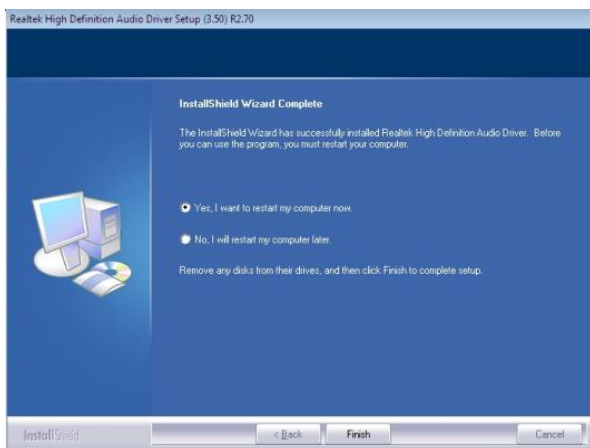 Realtek High Definition Audio Driver Setup (3.50) R2.70
InstallShield Wizard Complete
The InstallShield Wizard has successfully installed Realtek High Definition Audio Driver. Before
you can use the program, you must restart your computer.
Yes, I want to restart my computer now.
No, I will restart my computer later.
Remove any disks from their drives, and then click Finish to complete setup.
InstallShield
< Back
Finish
Cancel